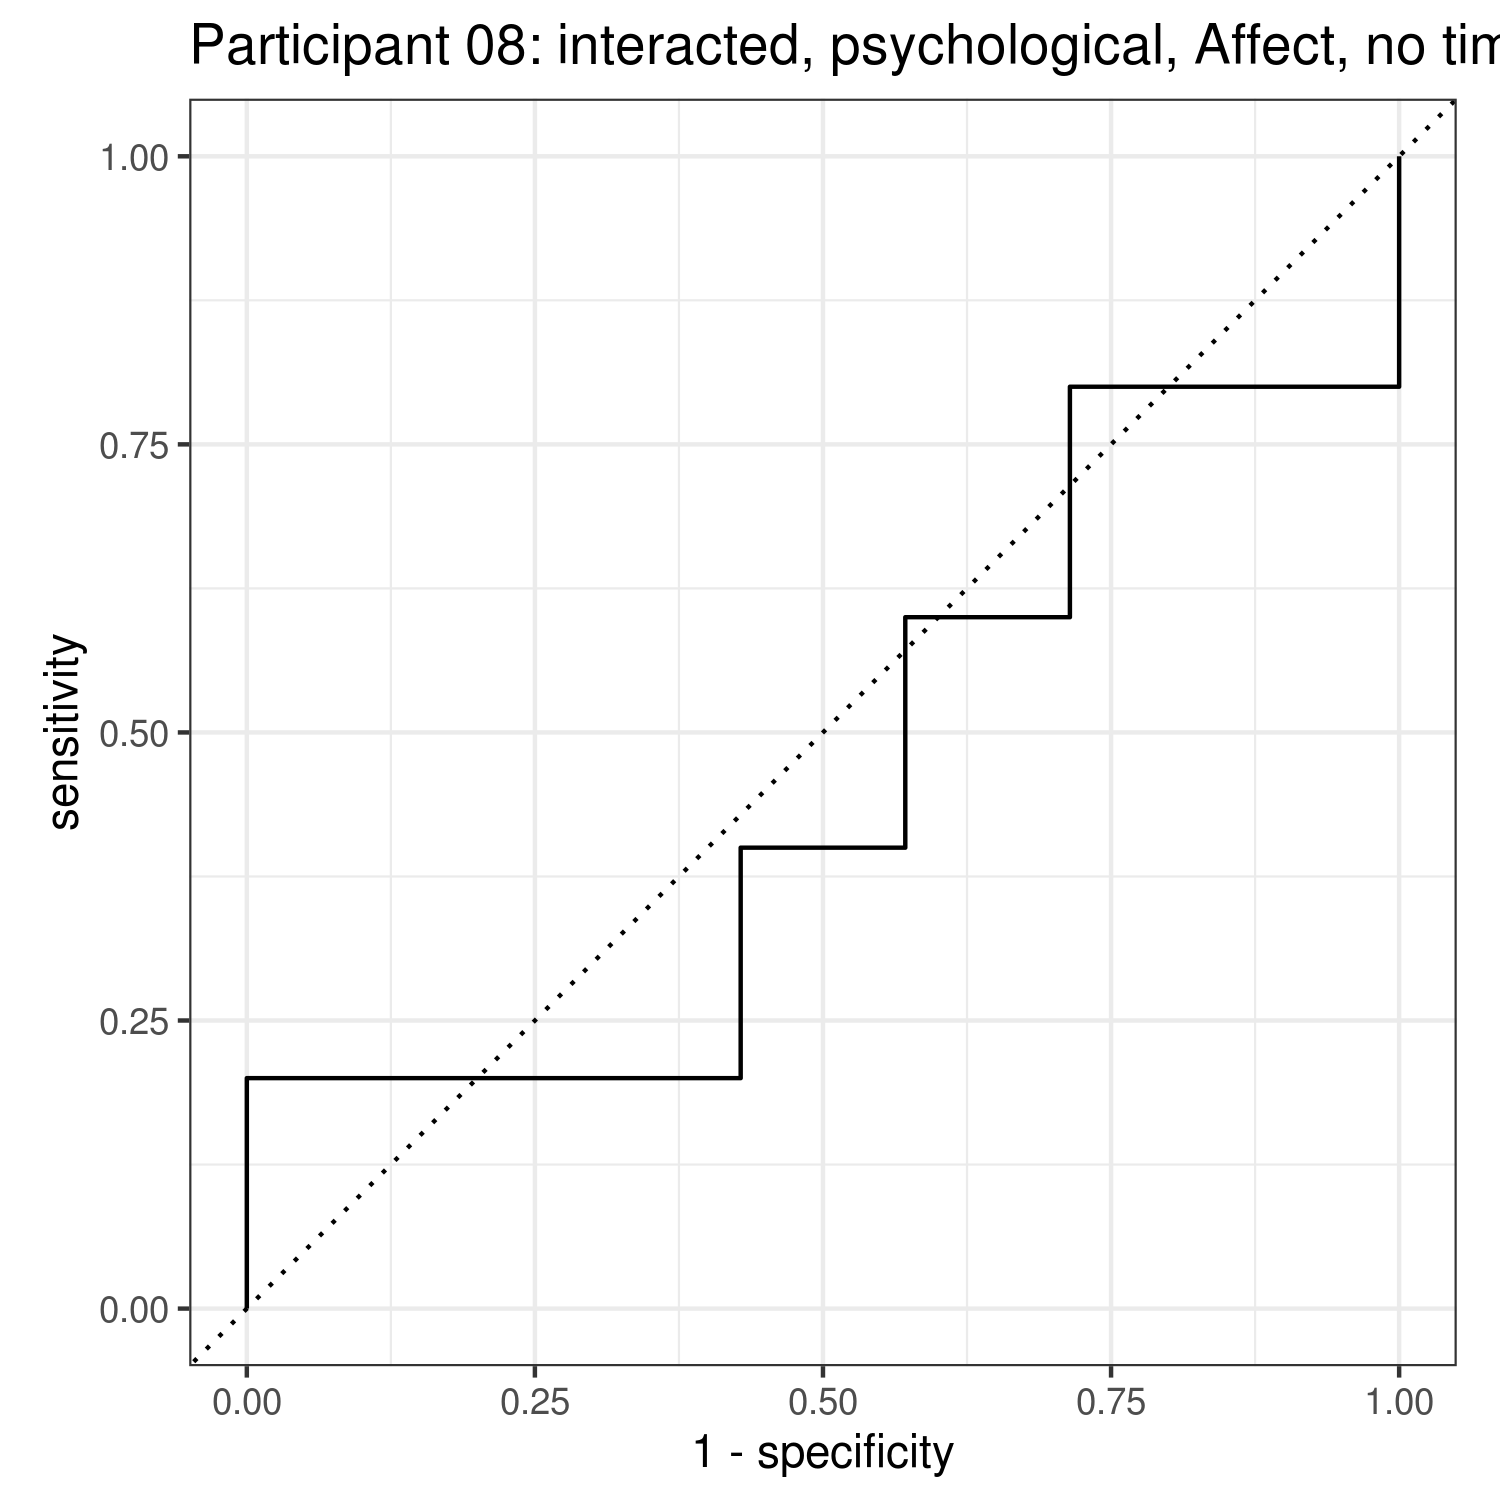 Participant 08: interacted, psychological, Affect, no tim
1.00
0.75
0.50
0.25
0.00
sensitivity
0.00 0.25 0.50 0.75 1.00
1 - specificity